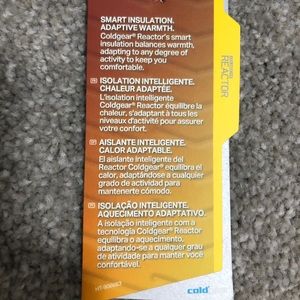 SMART INSULATION.
ADAPTIVE WARMTH.
Coldgear® Reactor's smart
insulation balances warmth,
adapting to any degree of
activity to keep you
comfortable.
FR ISOLATION INTELLIGENTE.
CHALEUR ADAPTÉE.
L'isolation intelligente
Coldgear® Reactor équilibre la
chaleur, s'adaptant à tous les
niveaux d'activité pour assurer
votre confort.
AISLANTE INTELIGENTE.
CALOR ADAPTABLE.
El aislante inteligente del
Reactor Coldgear® equilibra el
calor, adaptándose a cualquier
grado de actividad para
mantenerte cómodo.
ISOLAÇÃO INTELIGENTE.
AQUECIMENTO ADAPTATIVO.
A isolação inteligente com a
tecnologia Coldgear® Reactor
equilibra o aquecimento,
adaptando-se a qualquer grau
de atividade para manter você
confortável.
REACTOR
cold